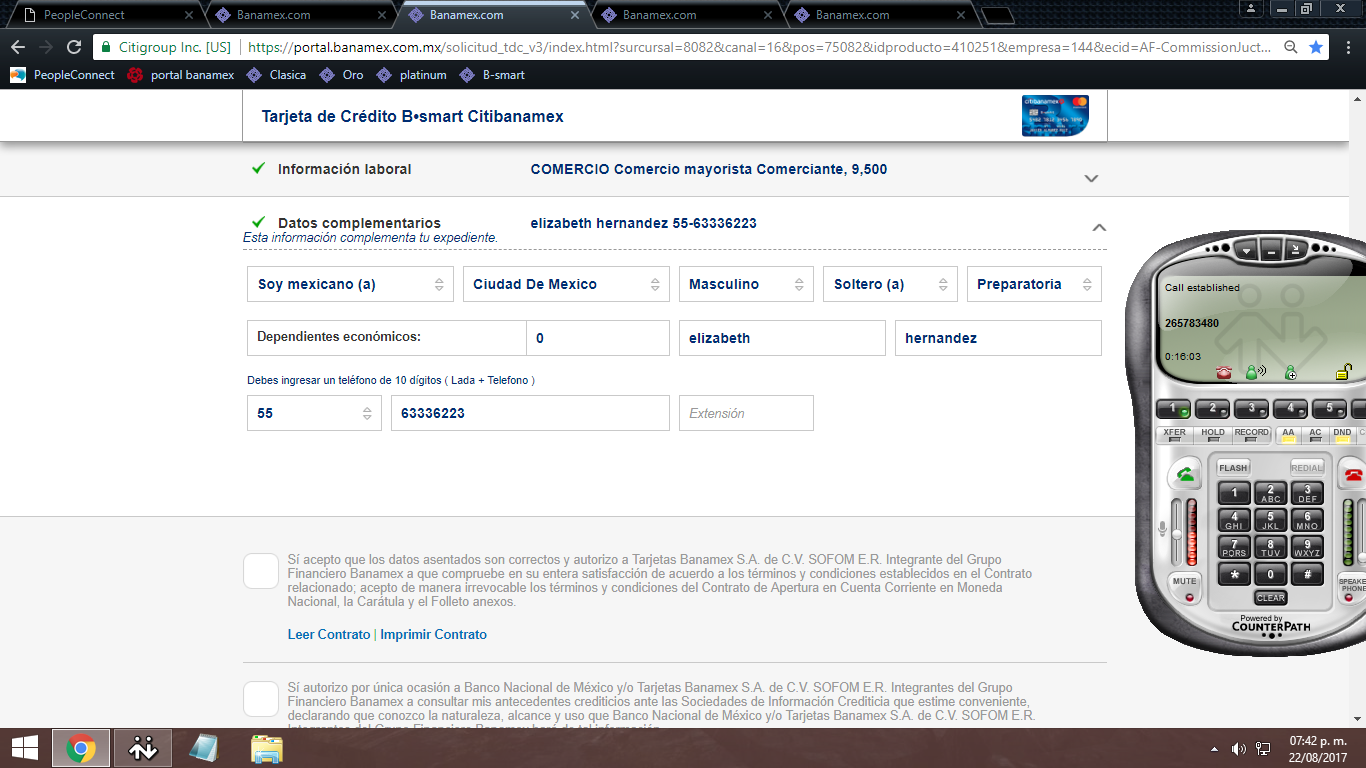 PeopleConnect
Banamex.com
Banamex.com
Banamex.com
Banamex.com
Citigroup Inc. [US]
https://portal.banamex.com.mx/solicitud_tdc_v3/index.html?surcursal=8082&canal=16&pos=75082&idproducto=410251&empresa=144&ecid=AF-CommissionJuct...
PeopleConnect
portal banamex
Clasica
Oro
platinum
B-smart
Tarjeta de Crédito B•smart Citibanamex
citibanamex
Información laboral
COMERCIO Comercio mayorista Comerciante, 9,500
Datos complementarios
elizabeth hernandez 55-63336223
Esta información complementa tu expediente.
Soy mexicano (a)
Ciudad De Mexico
Masculino
Soltero (a)
Preparatoria
Dependientes económicos:
0
elizabeth
hernandez
Debes ingresar un teléfono de 10 dígitos ( Lada + Telefono )
55
63336223
Extensión
Sí acepto que los datos asentados son correctos y autorizo a Tarjetas Banamex S.A. de C.V. SOFOM E.R. Integrante del Grupo
Financiero Banamex a que compruebe en su entera satisfacción de acuerdo a los términos y condiciones establecidos en el Contrato
relacionado; acepto de manera irrevocable los términos y condiciones del Contrato de Apertura en Cuenta Corriente en Moneda
Nacional, la Carátula y el Folleto anexos.
Leer Contrato | Imprimir Contrato
Sí autorizo por única ocasión a Banco Nacional de México y/o Tarjetas Banamex S.A. de C.V. SOFOM E.R. Integrantes del Grupo
Financiero Banamex a consultar mis antecedentes crediticios ante las Sociedades de Información Crediticia que estime conveniente,
declarando que conozco la naturaleza, alcance y uso que Banco Nacional de México y/o Tarjetas Banamex S.A. de C.V. SOFOM E.R.
Integrantes del Grupo Financiero Banamex hará de tal información.
Call established
265783480
0:16:03
1 2 3 4 5
XFER HOLD RECORD AA AC DND
FLASH
REDIAL
1 2 ABC 3 DEF
4 GHI 5 JKL 6 MNO
7 PQRS 8 TUV 9 WXYZ
* 0 #
MUTE
CLEAR
SPEAKE
PHONE
Powered by
COUNTERPATH
07:42 p. m.
22/08/2017